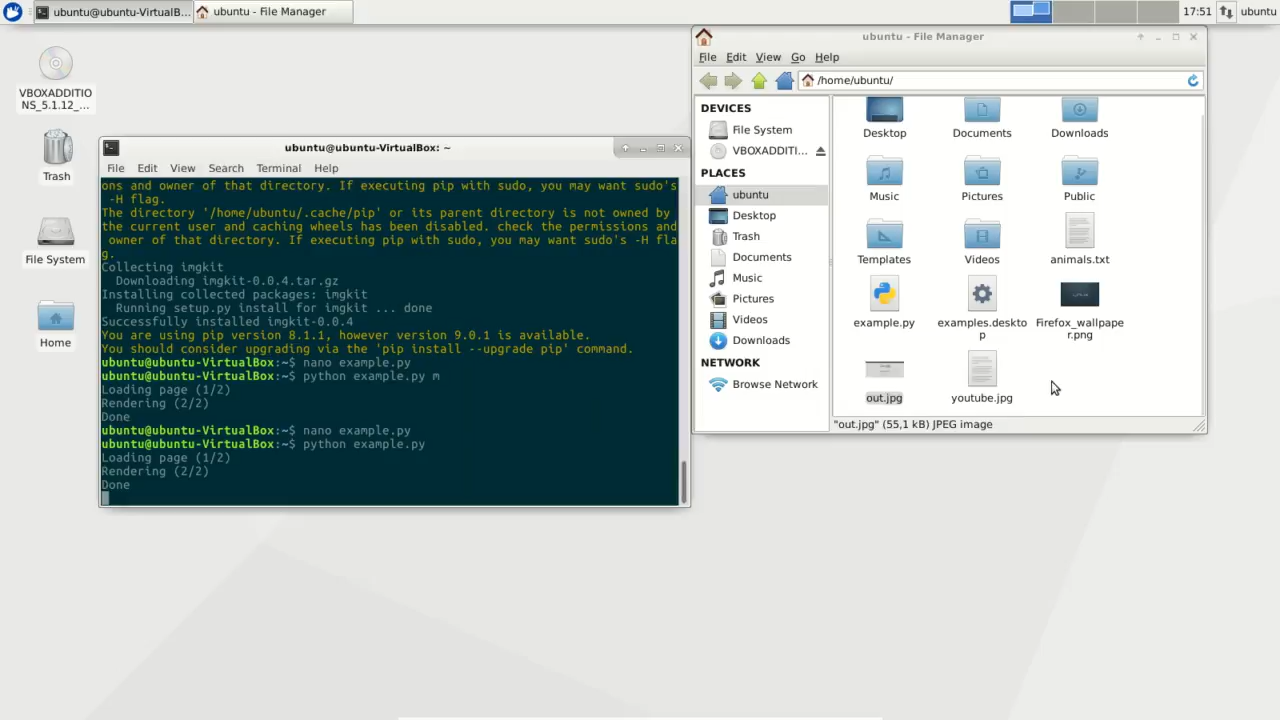 ubuntu@ubuntu-VirtualB...
ubuntu - File Manager
17:51
ubuntu
VBOXADDITIO
NS_5.1.12_...
Trash
File System
Home
ubuntu@ubuntu-VirtualBox: ~
File Edit View Search Terminal Help
ons and owner of that directory. If executing pip with sudo, you may want sudo's
 -H flag.
The directory '/home/ubuntu/.cache/pip' or its parent directory is not owned by
the current user and caching wheels has been disabled. check the permissions and
 owner of that directory. If executing pip with sudo, you may want sudo's -H fla
g.
Collecting imgkit
  Downloading imgkit-0.0.4.tar.gz
Installing collected packages: imgkit
  Running setup.py install for imgkit ... done
Successfully installed imgkit-0.0.4
You are using pip version 8.1.1, however version 9.0.1 is available.
You should consider upgrading via the 'pip install --upgrade pip' command.
ubuntu@ubuntu-VirtualBox:~$ nano example.py
ubuntu@ubuntu-VirtualBox:~$ python example.py m
Loading page (1/2)
Rendering (2/2)
Done
ubuntu@ubuntu-VirtualBox:~$ nano example.py
ubuntu@ubuntu-VirtualBox:~$ python example.py
Loading page (1/2)
Rendering (2/2)
Done
ubuntu - File Manager
File Edit View Go Help
/home/ubuntu/
DEVICES
File System
VBOXADDITI...
PLACES
ubuntu
Desktop
Trash
Documents
Music
Pictures
Videos
Downloads
NETWORK
Browse Network
Desktop
Documents
Downloads
Music
Pictures
Public
Templates
Videos
animals.txt
example.py
examples.deskto
p
Firefox_wallpape
r.png
out.jpg
youtube.jpg
"out.jpg" (55,1 kB) JPEG image